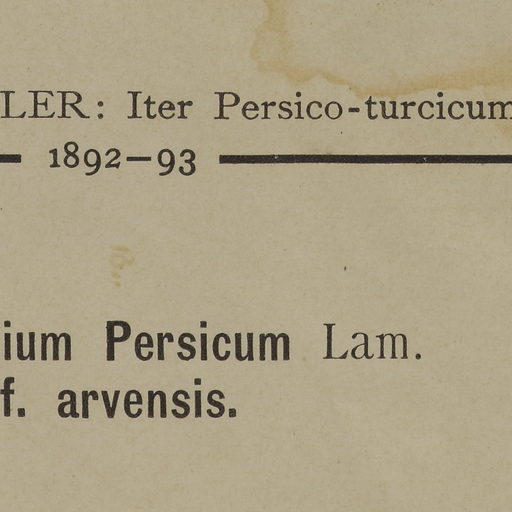 LER: Iter Persico-turcicum
1892—93
ium Persicum Lam.
f. arvensis.